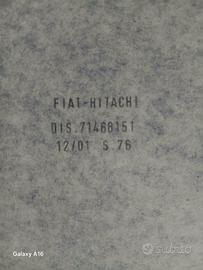 FIAT-HITACHI
DIS.71468151
12/01 S.76
Galaxy A16
subito